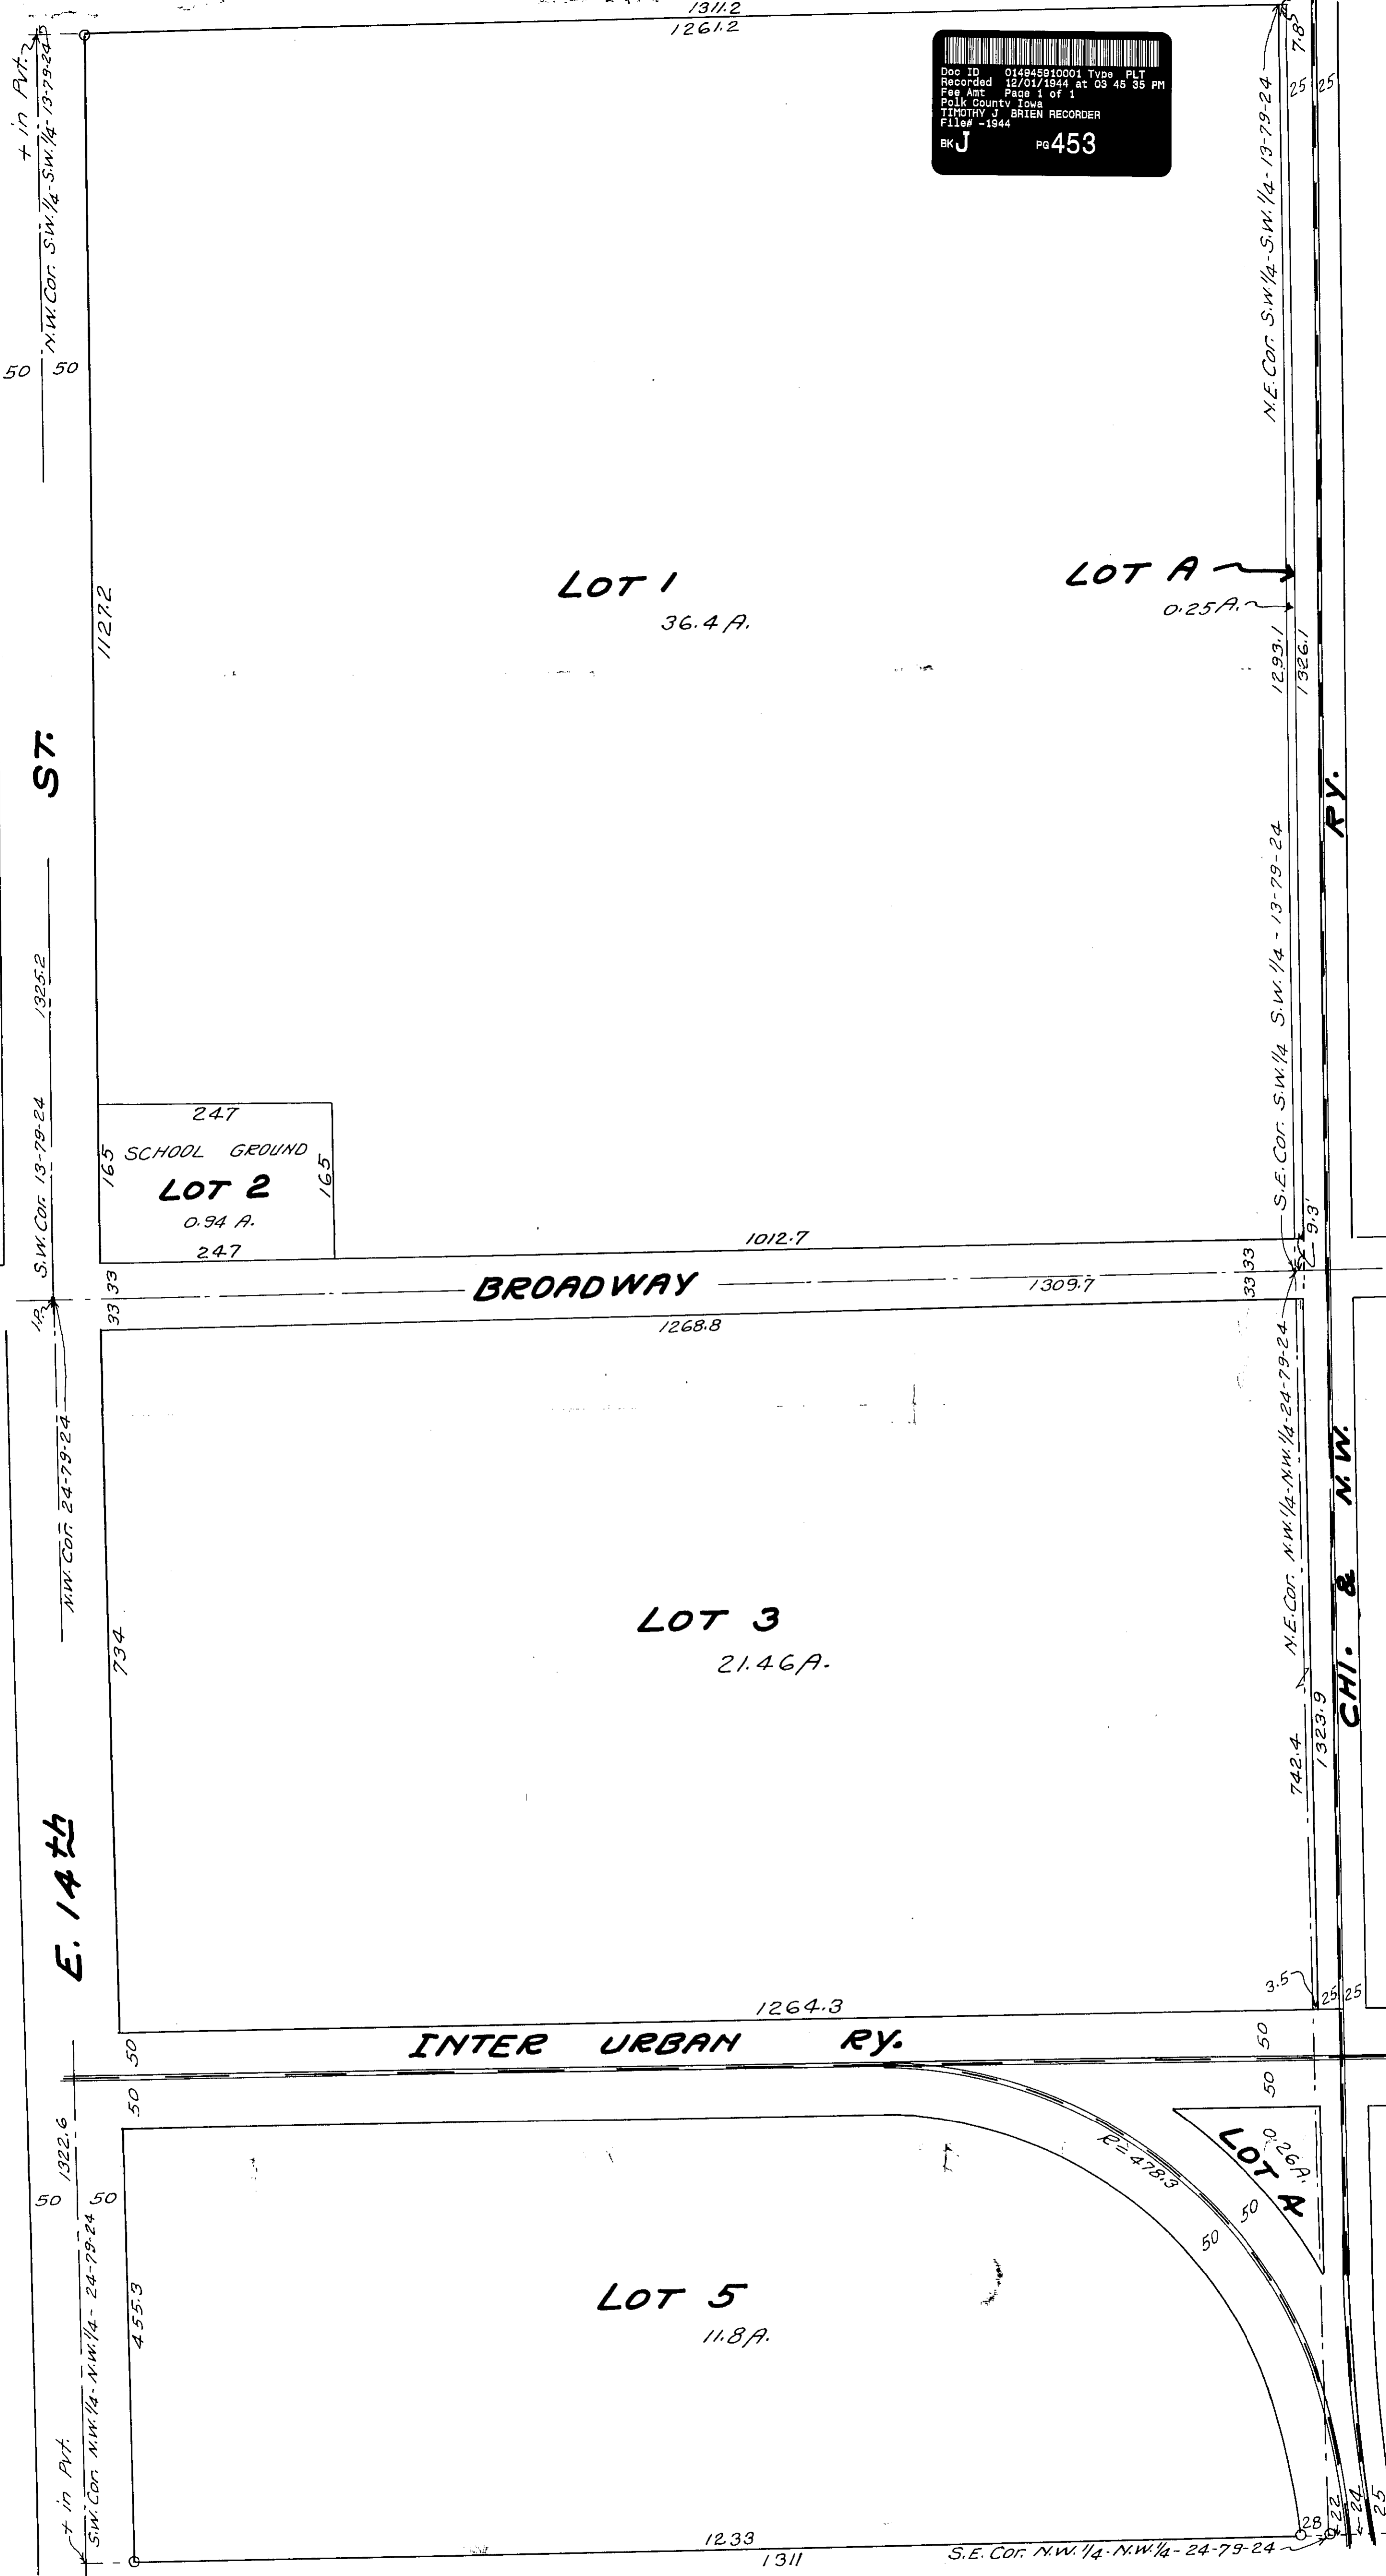 1311.2
1261.2
Doc ID 014945910001 Type PLT
Recorded 12/01/1944 at 03 45 35 PM
Fee Amt Page 1 of 1
Polk County Iowa
TIMOTHY J BRIEN RECORDER
File# -1944
BK J PG 453
+ in Pvt.
N.W. Cor. S.W. 1/4 - S.W. 1/4 - 13-79-24
50 50
7.8
25 25
N.E. Cor. S.W. 1/4 - S.W. 1/4 - 13-79-24
LOT 1
36.4 A.
LOT A
0.25 A.
1127.2
1293.1
1326.1
ST.
RY.
1325.2
S.W. Cor. 13-79-24
S.E. Cor. S.W. 1/4 S.W. 1/4 - 13-79-24
247
SCHOOL GROUND
165 165
LOT 2
0.94 A.
247
1012.7
9.3'
33 33
BROADWAY
1309.7
33 33
I.P.
1268.8
N.W. Cor. 24-79-24
N.E. Cor. N.W. 1/4 - N.W. 1/4 - 24-79-24
LOT 3
21.46 A.
734
742.4
1323.9
CHI. & N.W.
E. 14th
3.5
25 25
1264.3
50
INTER URBAN RY.
50
50
50
1322.6
50 50
R=478.3
LOT A
0.26 A.
50
50
S.W. Cor. N.W. 1/4 - N.W. 1/4 - 24-79-24
455.3
LOT 5
11.8 A.
+ in Pvt.
28
22
24
25
1233
1311
S.E. Cor. N.W. 1/4 - N.W. 1/4 - 24-79-24